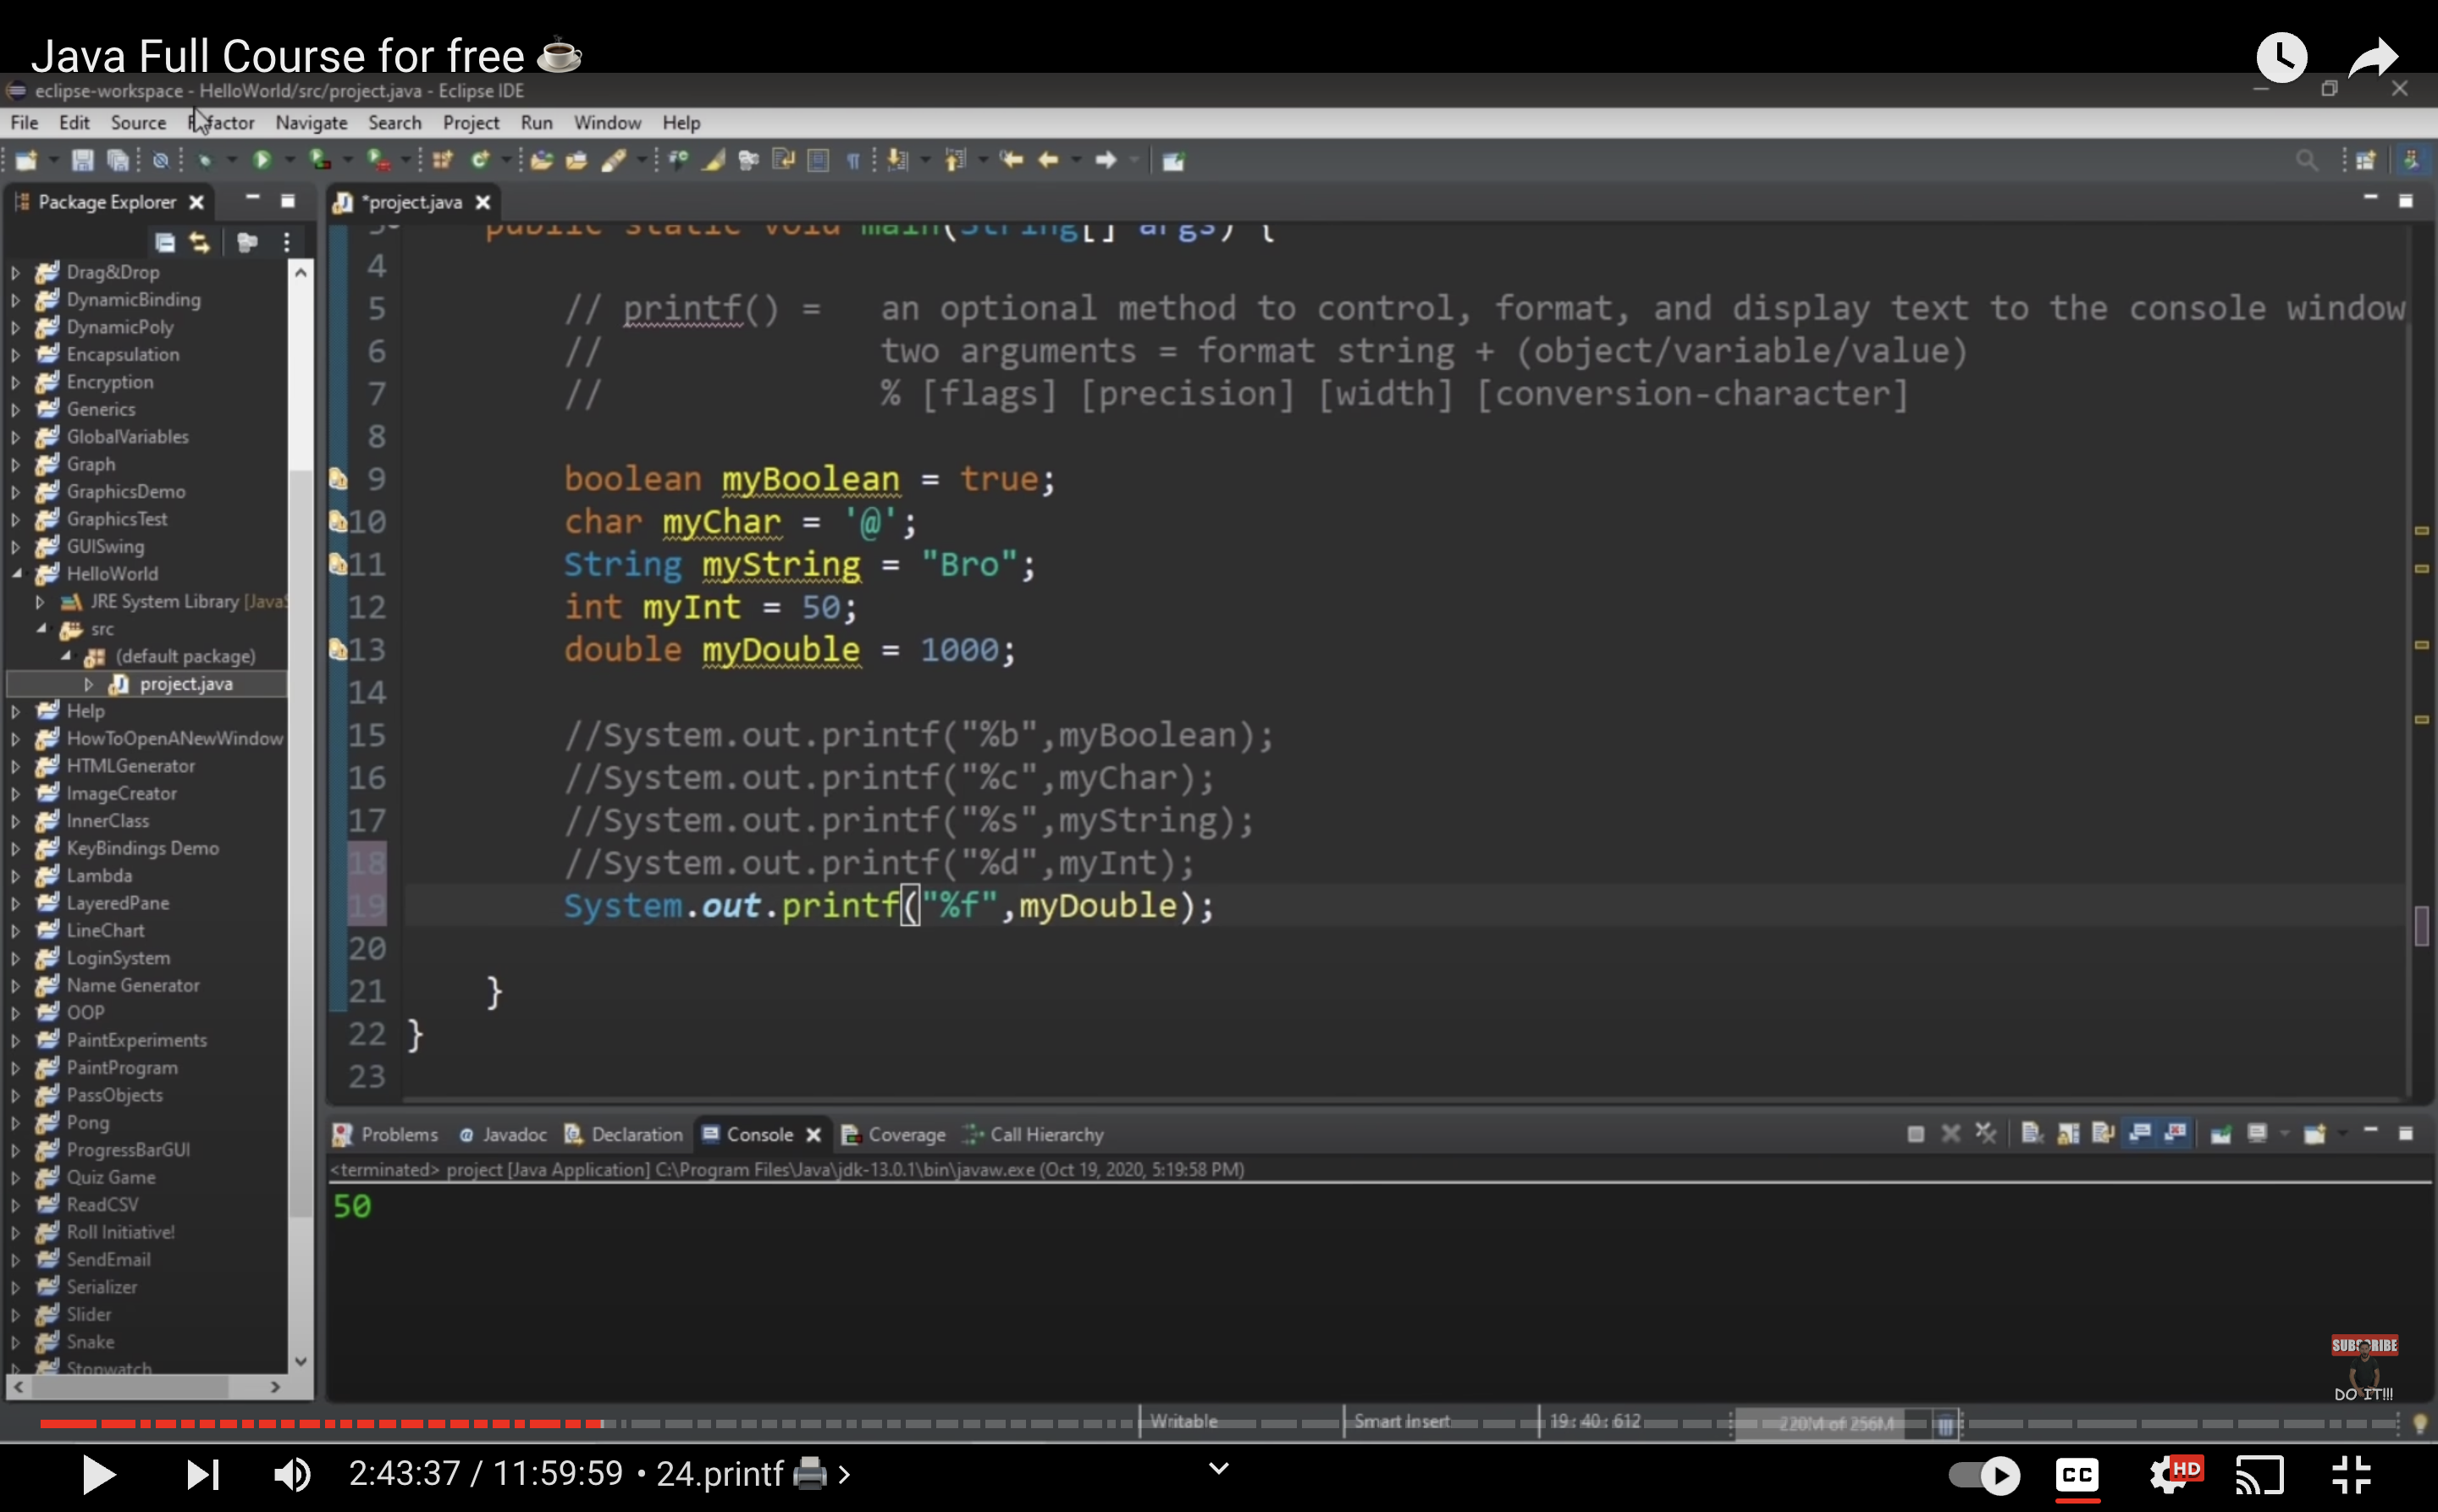 Java Full Course for free
eclipse-workspace - HelloWorld/src/project.java - Eclipse IDE
File Edit Source Refactor Navigate Search Project Run Window Help
Package Explorer
*project.java
Drag&Drop
DynamicBinding
DynamicPoly
Encapsulation
Encryption
Generics
GlobalVariables
Graph
GraphicsDemo
GraphicsTest
GUISwing
HelloWorld
JRE System Library [JavaS
src
(default package)
project.java
Help
HowToOpenANewWindow
HTMLGenerator
ImageCreator
InnerClass
KeyBindings Demo
Lambda
LayeredPane
LineChart
LoginSystem
Name Generator
OOP
PaintExperiments
PaintProgram
PassObjects
Pong
ProgressBarGUI
Quiz Game
ReadCSV
Roll Initiative!
SendEmail
Serializer
Slider
Snake
Stopwatch
public static void main(String[] args) {
4
5 // printf() = an optional method to control, format, and display text to the console window
6 // two arguments = format string + (object/variable/value)
7 // % [flags] [precision] [width] [conversion-character]
8
9 boolean myBoolean = true;
10 char myChar = '@';
11 String myString = "Bro";
12 int myInt = 50;
13 double myDouble = 1000;
14
15 //System.out.printf("%b",myBoolean);
16 //System.out.printf("%c",myChar);
17 //System.out.printf("%s",myString);
18 //System.out.printf("%d",myInt);
19 System.out.printf("%f",myDouble);
20
21 }
22 }
23
Problems Javadoc Declaration Console Coverage Call Hierarchy
<terminated> project [Java Application] C:\Program Files\Java\jdk-13.0.1\bin\javaw.exe (Oct 19, 2020, 5:19:58 PM)
50
SUBSCRIBE
DO IT!!!
Writable Smart Insert 19 : 40 : 612 220M of 256M
2:43:37 / 11:59:59 • 24.printf
CC HD